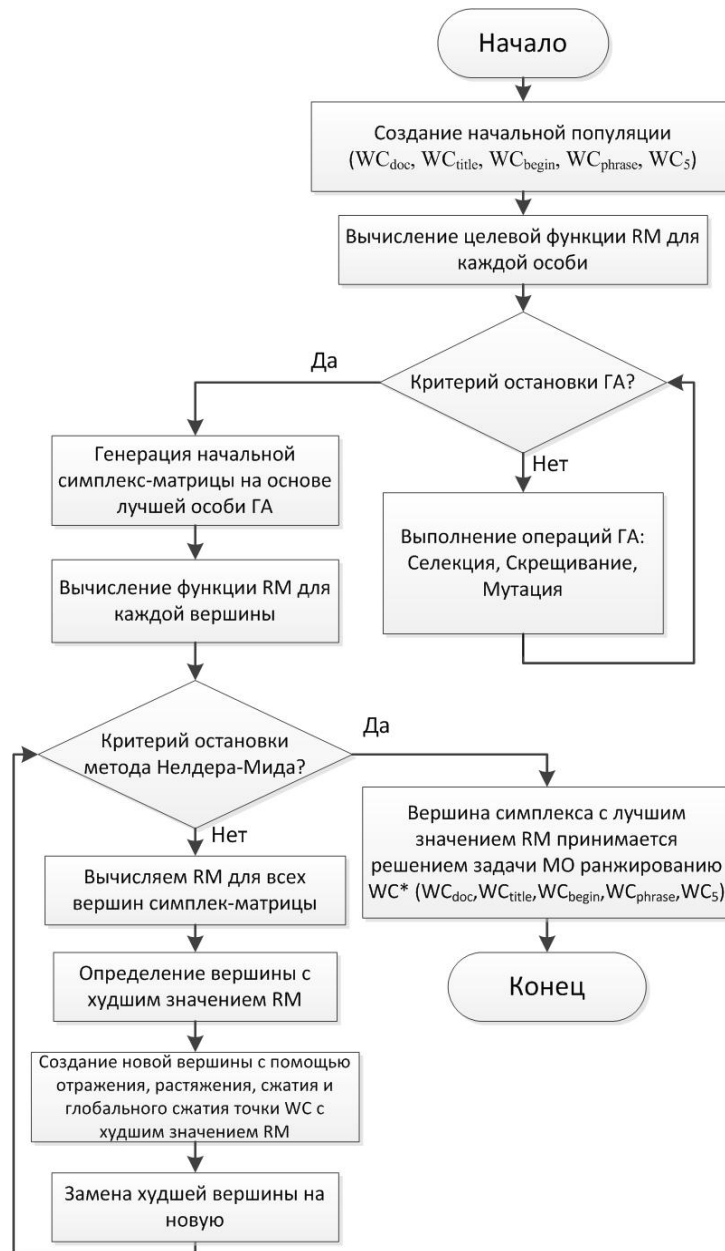 Начало
Создание начальной популяции
(WCdoc, WCtitle, WCbegin, WCphrase, WC5)
Вычисление целевой функции RM для
каждой особи
Критерий остановки ГА?
Да
Нет
Выполнение операций ГА:
Селекция, Скрещивание,
Мутация
Генерация начальной
симплекс-матрицы на основе
лучшей особи ГА
Вычисление функции RM для
каждой вершины
Критерий остановки
метода Нелдера-Мида?
Да
Нет
Вершина симплекса с лучшим
значением RM принимается
решением задачи МО ранжированию
WC* (WCdoc,WCtitle,WCbegin,WCphrase,WC5)
Конец
Вычисляем RM для всех
вершин симплек-матрицы
Определение вершины с
худшим значением RM
Создание новой вершины с помощью
отражения, растяжения, сжатия и
глобального сжатия точки WC с
худшим значением RM
Замена худшей вершины на
новую